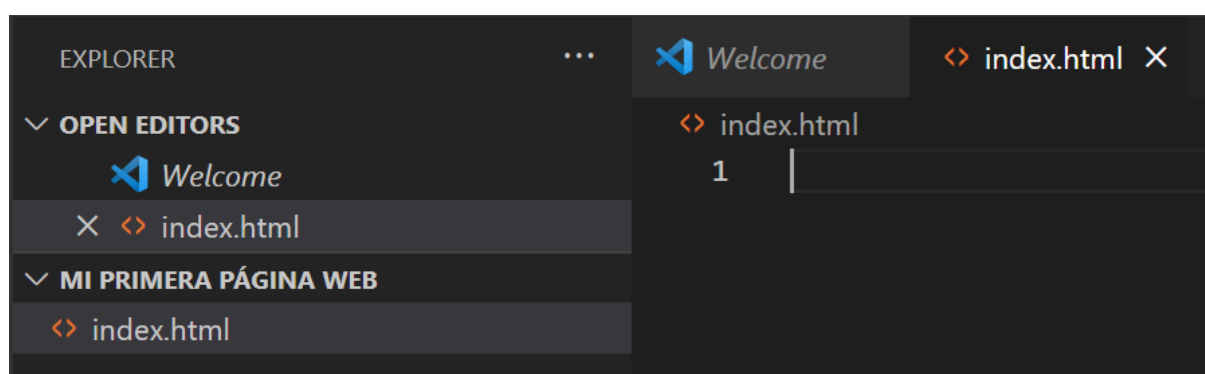 EXPLORER
OPEN EDITORS
Welcome
index.html
MI PRIMERA PÁGINA WEB
index.html
Welcome
index.html
index.html
1